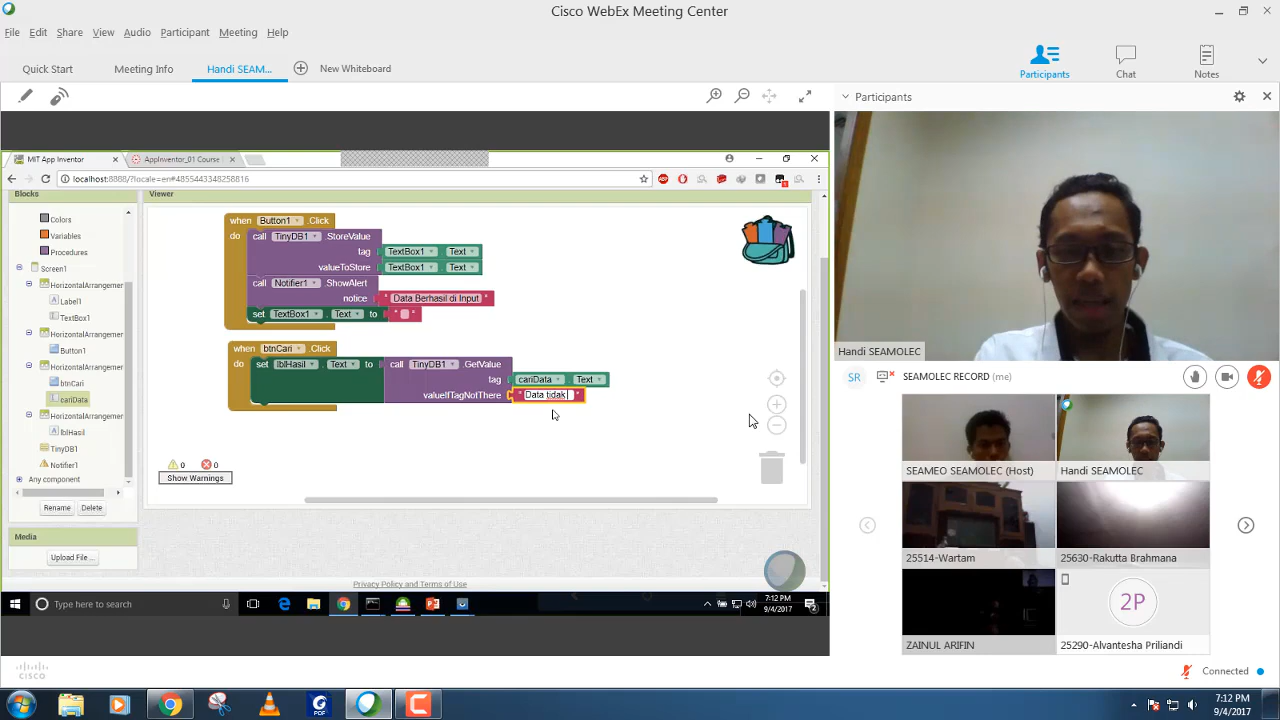 Cisco WebEx Meeting Center
File Edit Share View Audio Participant Meeting Help
Quick Start Meeting Info Handi SEAM... New Whiteboard
Participants Chat Notes
Participants
MIT App Inventor
AppInventor_01 Course
localhost:8888/?locale=en#4855443348258816
Blocks
Viewer
Colors
Variables
Procedures
Screen1
HorizontalArrangemer
Label1
TextBox1
HorizontalArrangemer
Button1
HorizontalArrangemer
btnCari
cariData
HorizontalArrangemer
lblHasil
TinyDB1
Notifier1
Any component
Rename Delete
Media
Upload File ...
when Button1 .Click
do call TinyDB1 .StoreValue
tag TextBox1 . Text
valueToStore TextBox1 . Text
call Notifier1 .ShowAlert
notice " Data Berhasil di Input "
set TextBox1 . Text to " "
when btnCari .Click
do set lblHasil . Text to call TinyDB1 .GetValue
tag cariData . Text
valueIfTagNotThere " Data tidak "
0 0
Show Warnings
Privacy Policy and Terms of Use
Type here to search
7:12 PM
9/4/2017
2
Handi SEAMOLEC
SR SEAMOLEC RECORD (me)
SEAMEO SEAMOLEC (Host)
Handi SEAMOLEC
25514-Wartam
25630-Rakutta Brahmana
ZAINUL ARIFIN
2P
25290-Alvantesha Priliandi
cisco
Connected
PDF
7:12 PM
9/4/2017